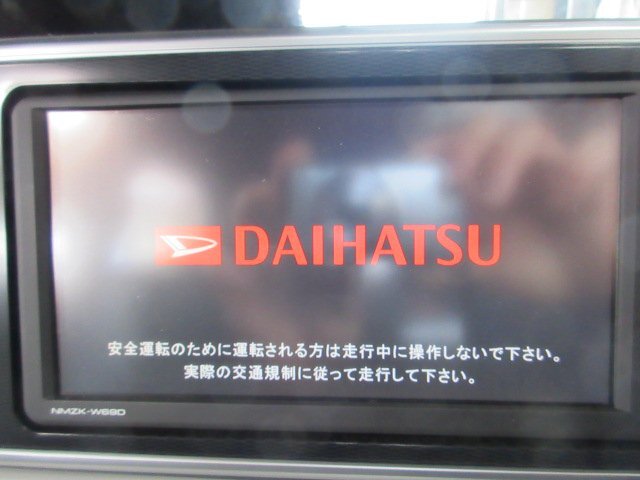 DAIHATSU
安全運転のために運転される方は走行中に操作しないで下さい。
実際の交通規制に従って走行して下さい。
NMZK-W69D